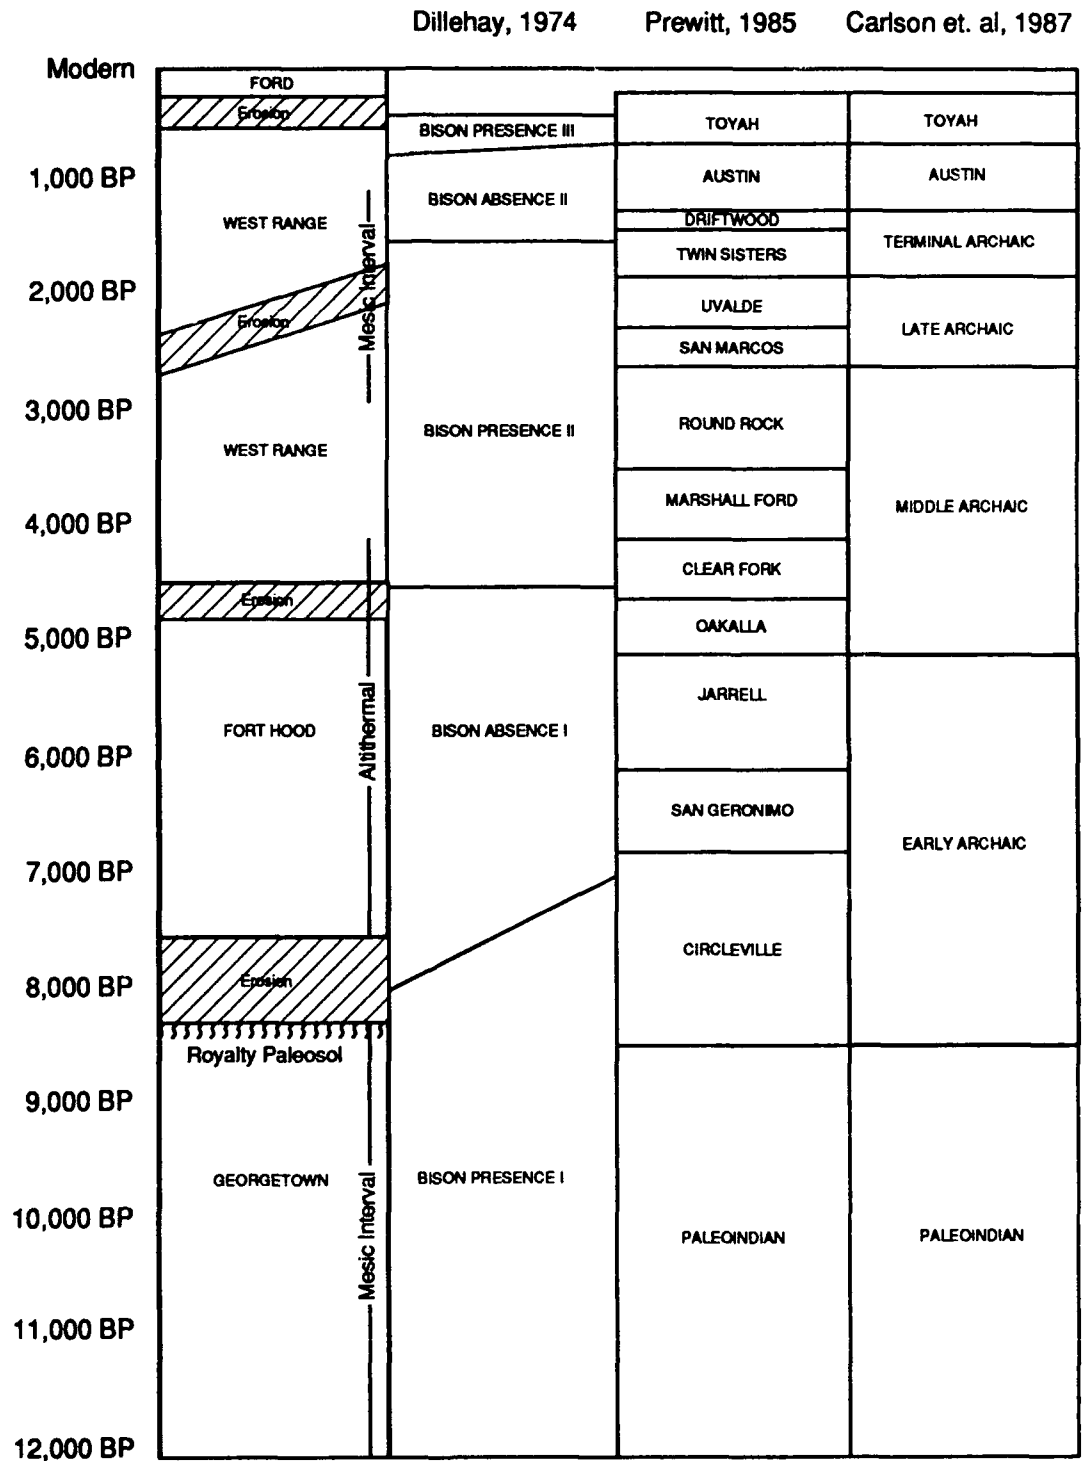 Dillehay, 1974 Prewitt, 1985 Carlson et. al, 1987
Modern
1,000 BP
2,000 BP
3,000 BP
4,000 BP
5,000 BP
6,000 BP
7,000 BP
8,000 BP
9,000 BP
10,000 BP
11,000 BP
12,000 BP
FORD
Erosion
WEST RANGE
Erosion
WEST RANGE
Erosion
FORT HOOD
Erosion
Royalty Paleosol
GEORGETOWN
Mesic Interval
Altithermal
Mesic Interval
BISON PRESENCE III
BISON ABSENCE II
BISON PRESENCE II
BISON ABSENCE I
BISON PRESENCE I
TOYAH
AUSTIN
DRIFTWOOD
TWIN SISTERS
UVALDE
SAN MARCOS
ROUND ROCK
MARSHALL FORD
CLEAR FORK
OAKALLA
JARRELL
SAN GERONIMO
CIRCLEVILLE
PALEOINDIAN
TOYAH
AUSTIN
TERMINAL ARCHAIC
LATE ARCHAIC
MIDDLE ARCHAIC
EARLY ARCHAIC
PALEOINDIAN